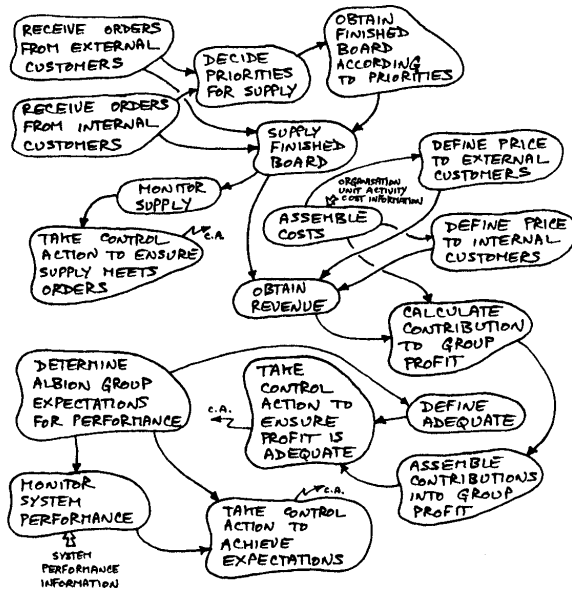 RECEIVE ORDERS
FROM EXTERNAL
CUSTOMERS
DECIDE
PRIORITIES
FOR SUPPLY
OBTAIN
FINISHED
BOARD
ACCORDING
TO PRIORITIES
RECEIVE ORDERS
FROM INTERNAL
CUSTOMERS
SUPPLY
FINISHED
BOARD
DEFINE PRICE
TO EXTERNAL
CUSTOMERS
MONITOR
SUPPLY
ORGANISATION
UNIT ACTIVITY
COST INFORMATION
ASSEMBLE
COSTS
DEFINE PRICE
TO INTERNAL
CUSTOMERS
TAKE CONTROL
ACTION TO ENSURE
SUPPLY MEETS
ORDERS
C.A.
OBTAIN
REVENUE
CALCULATE
CONTRIBUTION
TO GROUP
PROFIT
DETERMINE
ALBION GROUP
EXPECTATIONS
FOR PERFORMANCE
TAKE
CONTROL
ACTION TO
ENSURE
PROFIT IS
ADEQUATE
C.A.
DEFINE
ADEQUATE
MONITOR
SYSTEM
PERFORMANCE
SYSTEM
PERFORMANCE
INFORMATION
TAKE CONTROL
ACTION TO
ACHIEVE
EXPECTATIONS
C.A.
ASSEMBLE
CONTRIBUTIONS
INTO GROUP
PROFIT